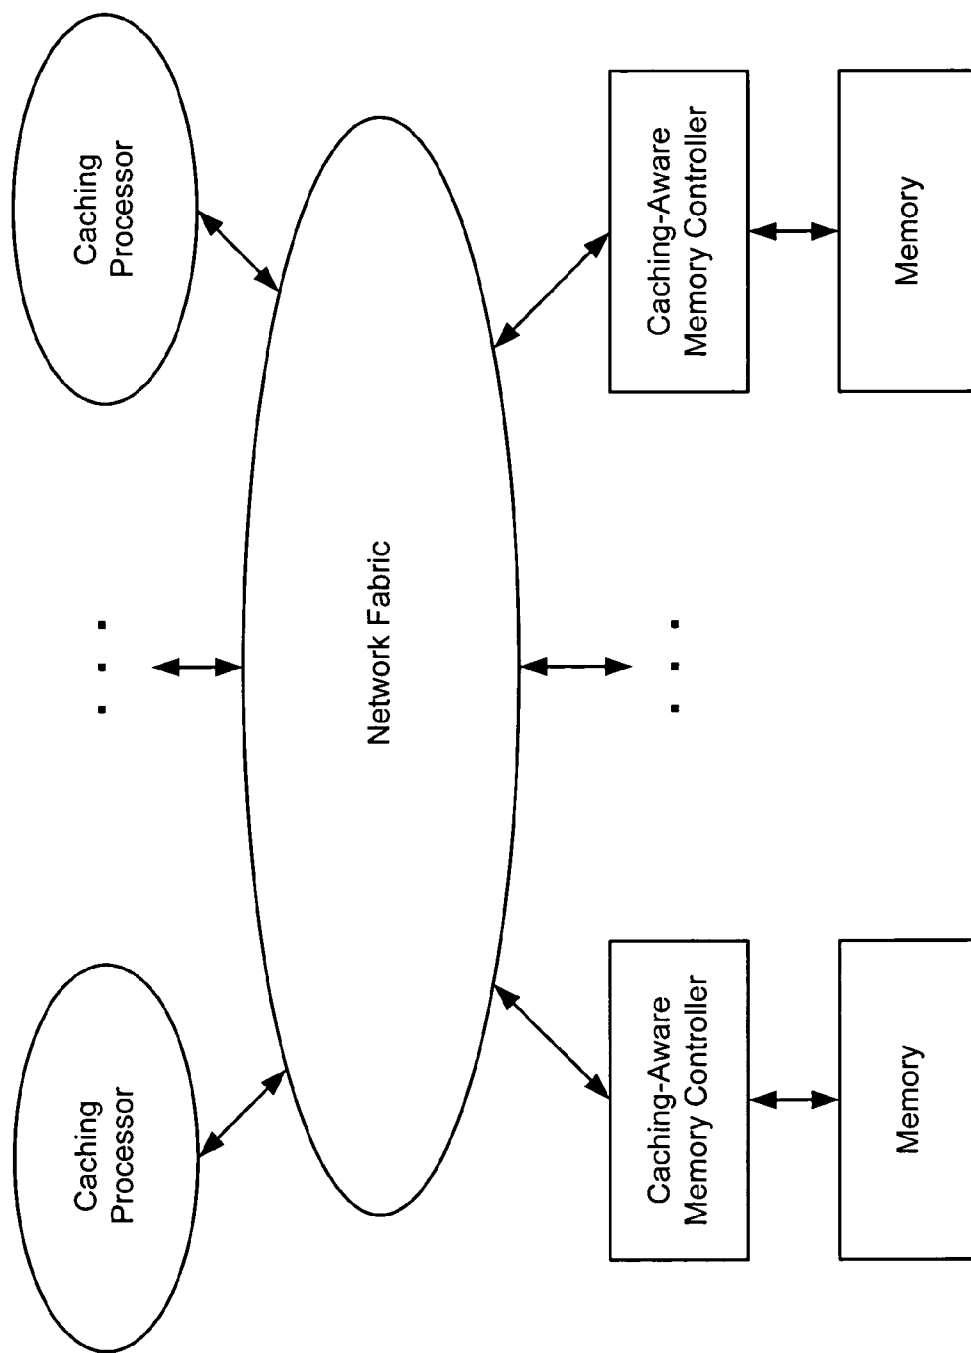 Caching
Processor
. . .
Caching
Processor
Network Fabric
Caching-Aware
Memory Controller
. . .
Caching-Aware
Memory Controller
Memory
Memory